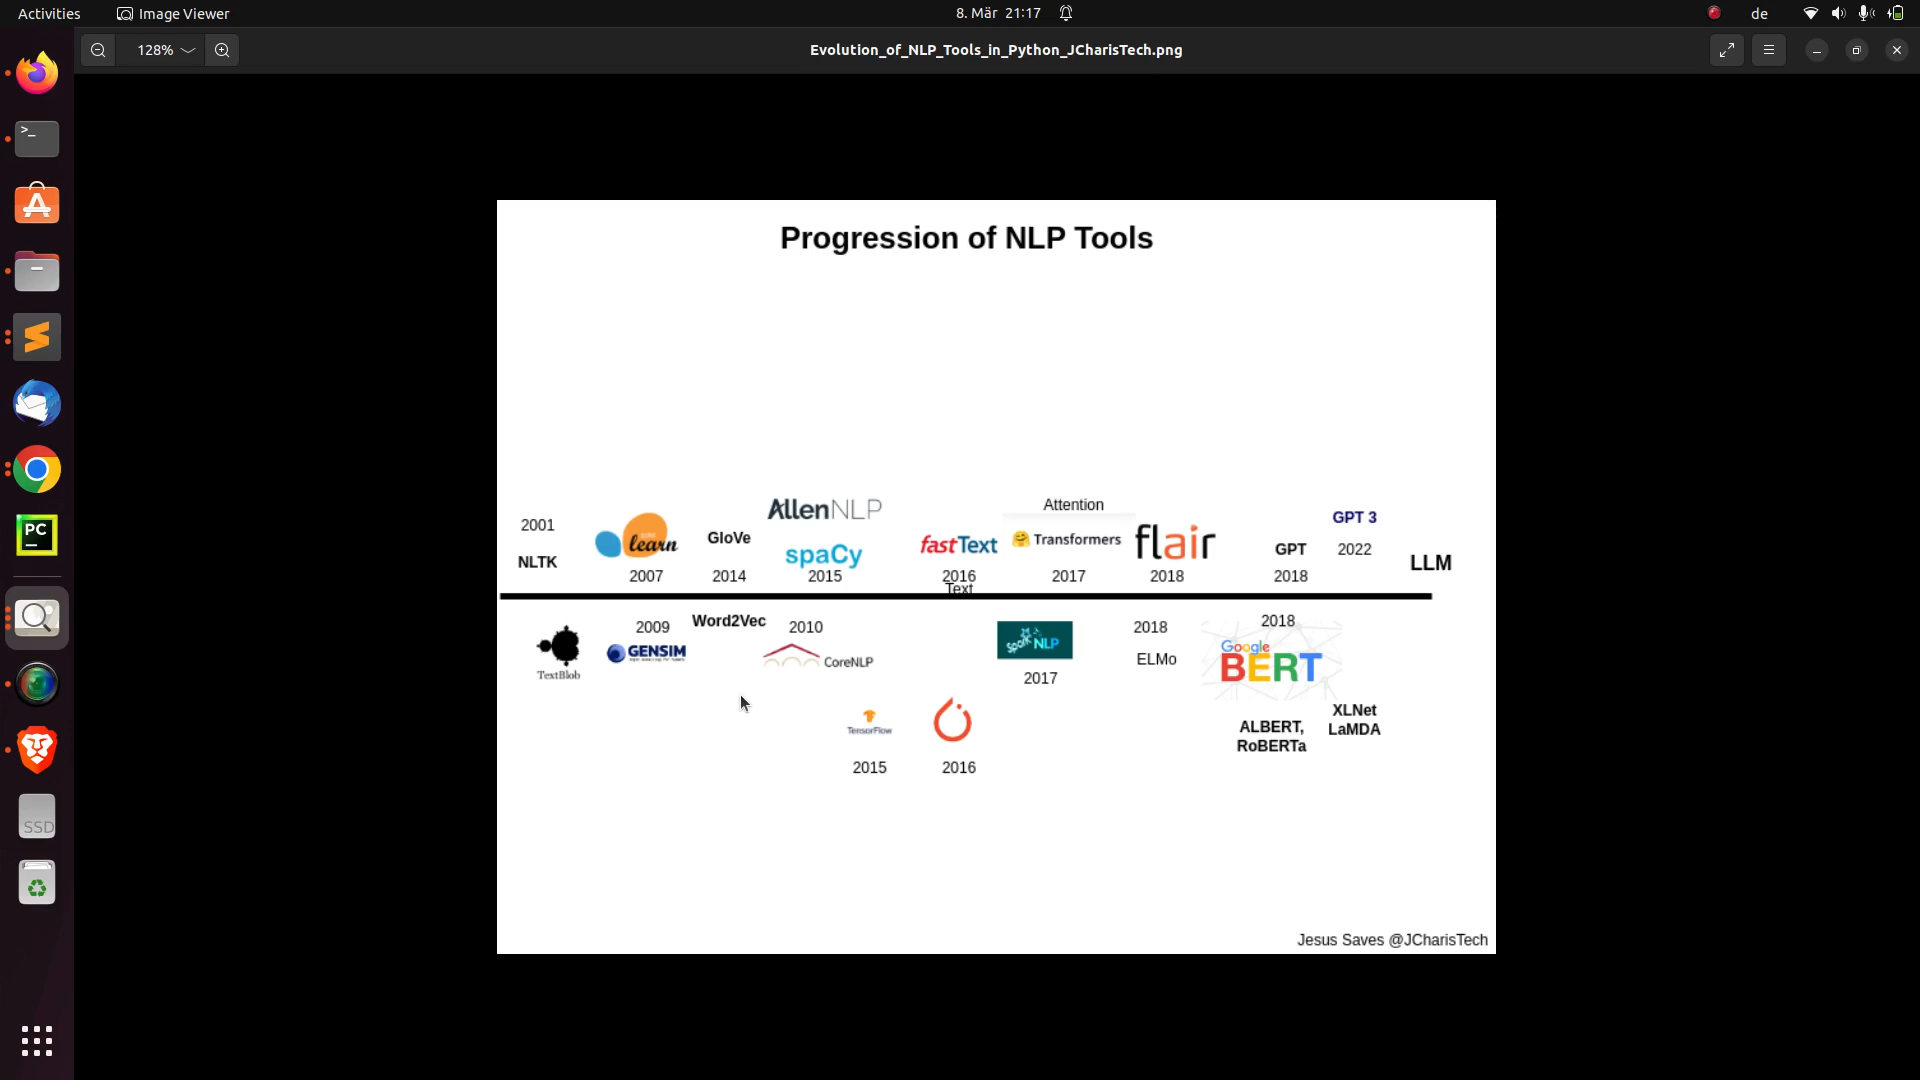 Activities
Image Viewer
8. Mär 21:17
de
128%
Evolution_of_NLP_Tools_in_Python_JCharisTech.png
Progression of NLP Tools
2001
NLTK
learn
2007
GloVe
2014
AllenNLP
spaCy
2015
fastText
2016
Text
Attention
Transformers
2017
flair
2018
GPT
2018
GPT 3
2022
LLM
TextBlob
2009
GENSIM
Word2Vec
2010
CoreNLP
TensorFlow
2015
2016
Spark NLP
2017
2018
ELMo
2018
Google
BERT
ALBERT,
RoBERTa
XLNet
LaMDA
Jesus Saves @JCharisTech
>_
PC
SSD